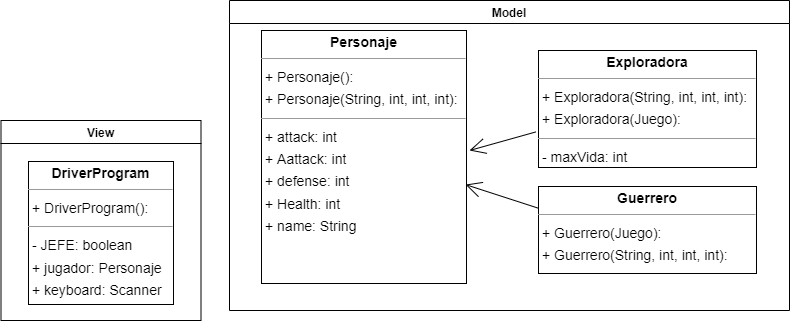 View
DriverProgram
+ DriverProgram():
- JEFE: boolean
+ jugador: Personaje
+ keyboard: Scanner
Model
Personaje
+ Personaje():
+ Personaje(String, int, int, int):
+ attack: int
+ Aattack: int
+ defense: int
+ Health: int
+ name: String
Exploradora
+ Exploradora(String, int, int, int):
+ Exploradora(Juego):
- maxVida: int
Guerrero
+ Guerrero(Juego):
+ Guerrero(String, int, int, int):